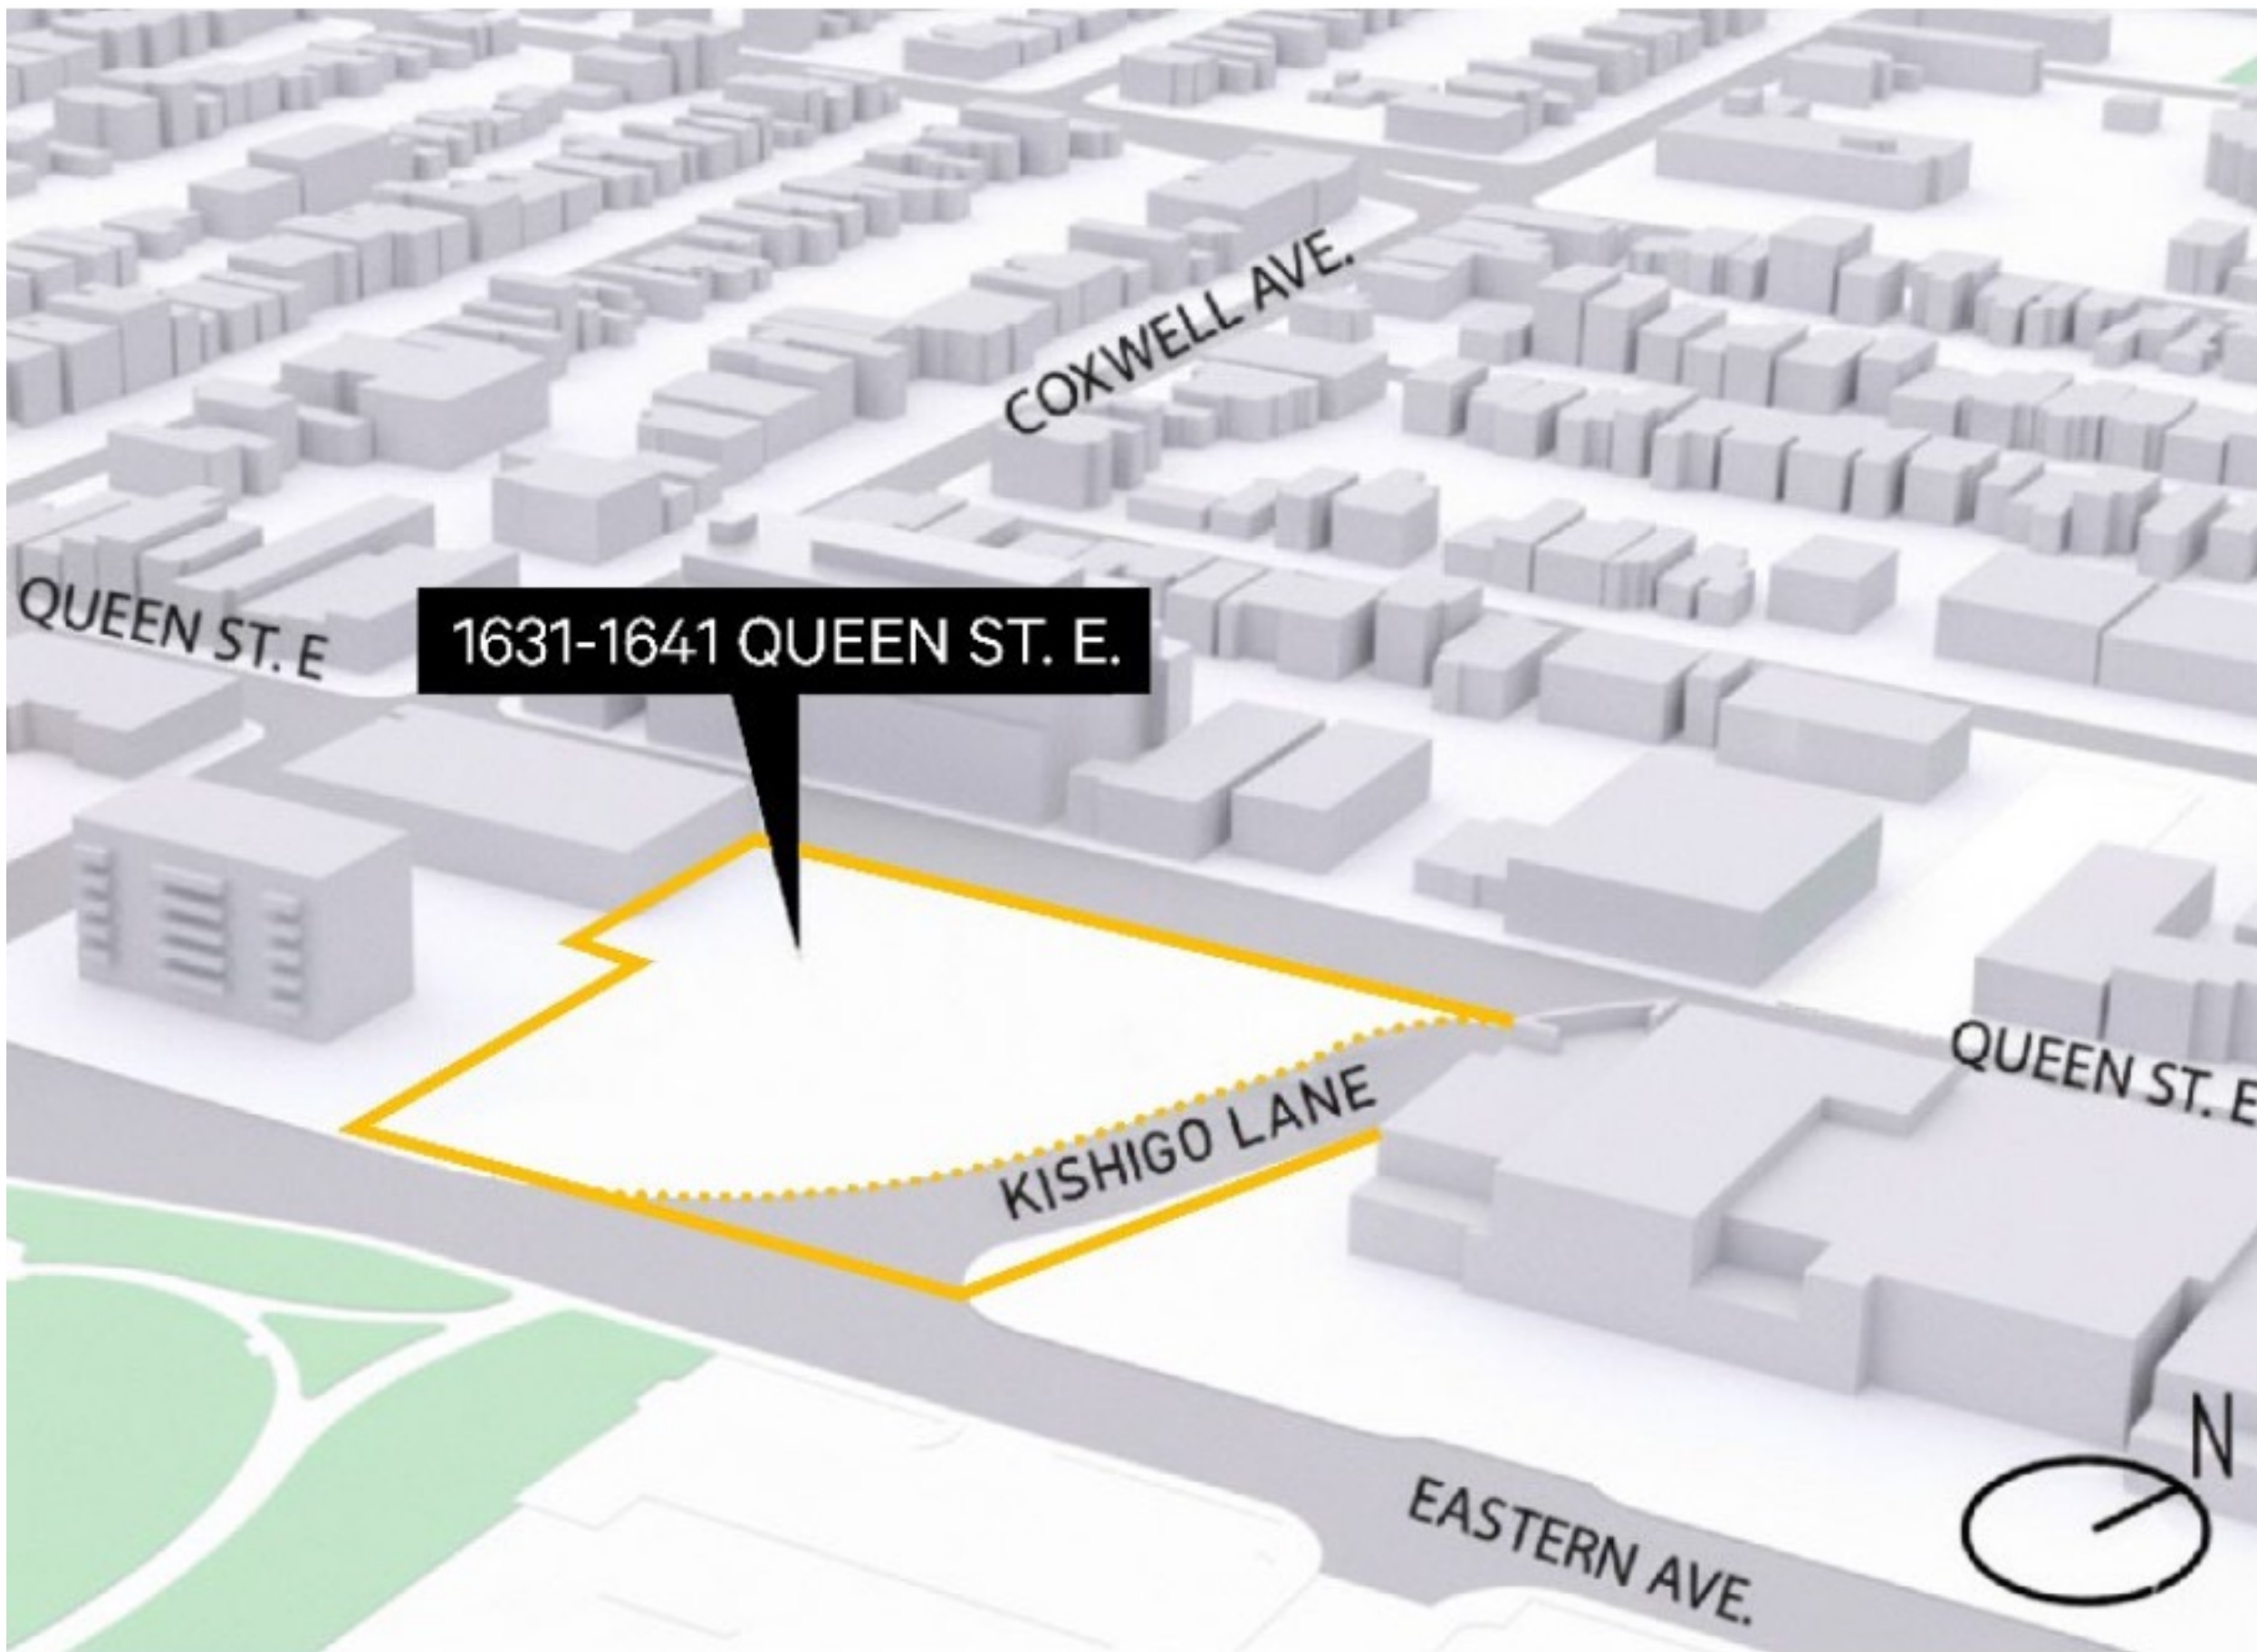 COXWELL AVE.
QUEEN ST. E
1631-1641 QUEEN ST. E.
QUEEN ST. E
KISHIGO LANE
EASTERN AVE.
N